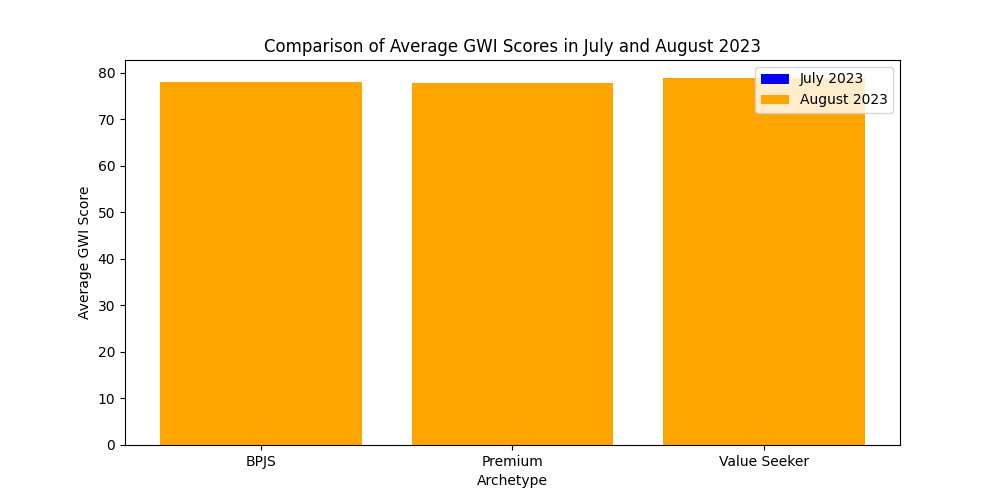 Comparison of Average GWI Scores in July and August 2023
July 2023
August 2023
80
70
60
50
40
30
20
10
0
Average GWI Score
BPJS
Premium
Value Seeker
Archetype